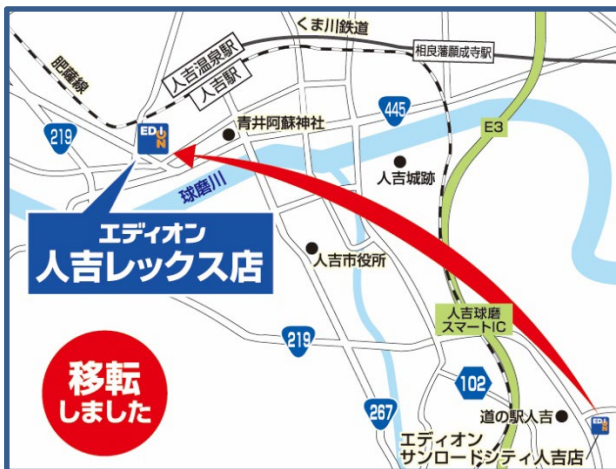 くま川鉄道
肥薩線
人吉温泉駅
人吉駅
相良藩願成寺駅
219
EDION
青井阿蘇神社
445
E3
人吉城跡
球磨川
エディオン
人吉レックス店
人吉市役所
人吉球磨
スマートIC
219
移転
しました
102
267
道の駅人吉
EDION
エディオン
サンロードシティ人吉店